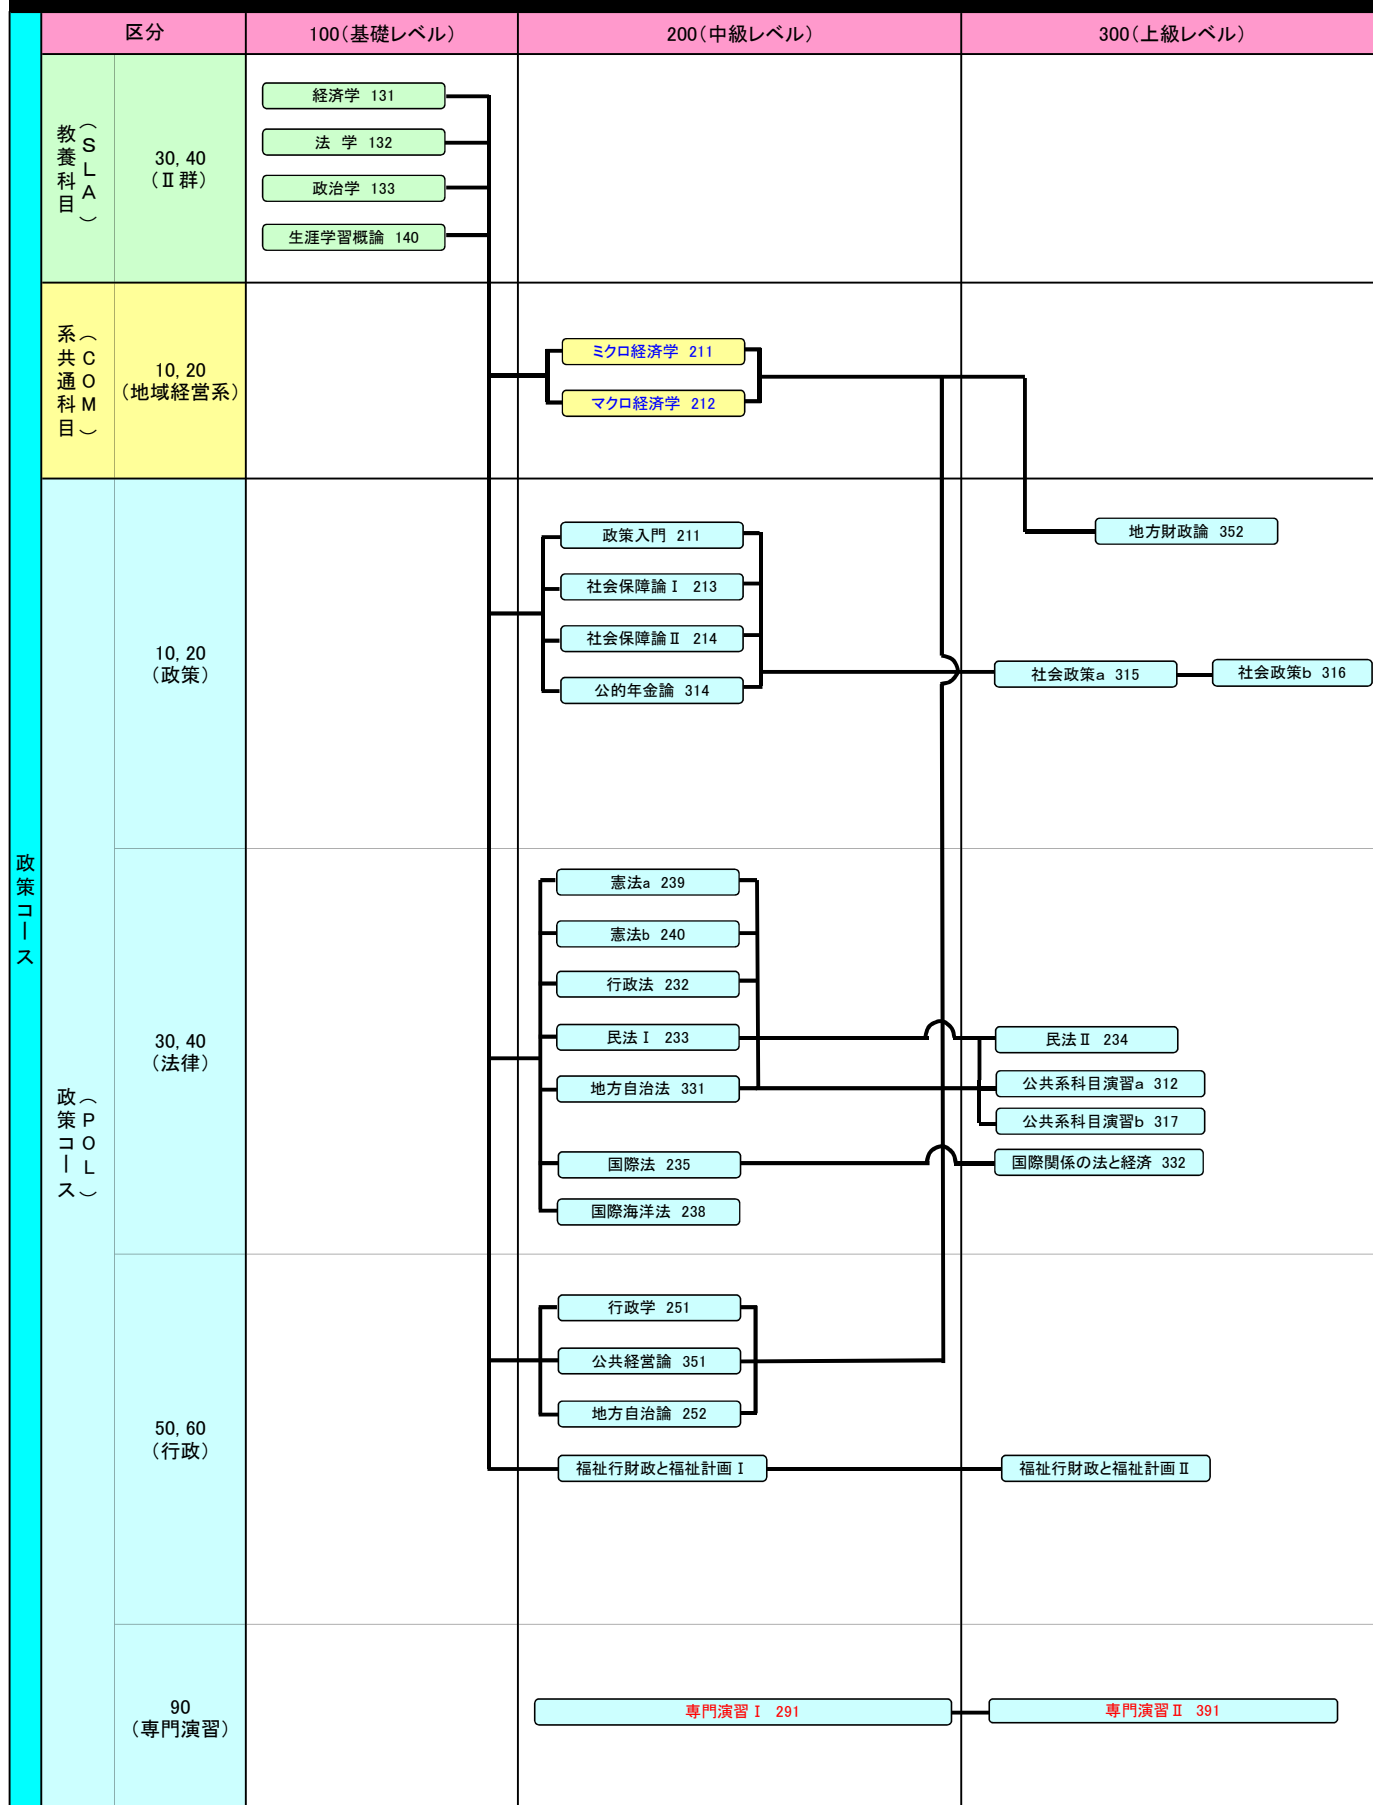 区分
100(基礎レベル)
200(中級レベル)
300(上級レベル)
政策コース
教養科目
(SLA)
30, 40
(Ⅱ群)
経済学 131
法 学 132
政治学 133
生涯学習概論 140
系共通科目
(COM)
10, 20
(地域経営系)
ミクロ経済学 211
マクロ経済学 212
政策コース
(POL)
10, 20
(政策)
政策入門 211
社会保障論Ⅰ 213
社会保障論Ⅱ 214
公的年金論 314
地方財政論 352
社会政策a 315
社会政策b 316
30, 40
(法律)
憲法a 239
憲法b 240
行政法 232
民法Ⅰ 233
地方自治法 331
国際法 235
国際海洋法 238
民法Ⅱ 234
公共系科目演習a 312
公共系科目演習b 317
国際関係の法と経済 332
50, 60
(行政)
行政学 251
公共経営論 351
地方自治論 252
福祉行財政と福祉計画Ⅰ
福祉行財政と福祉計画Ⅱ
90
(専門演習)
専門演習Ⅰ 291
専門演習Ⅱ 391